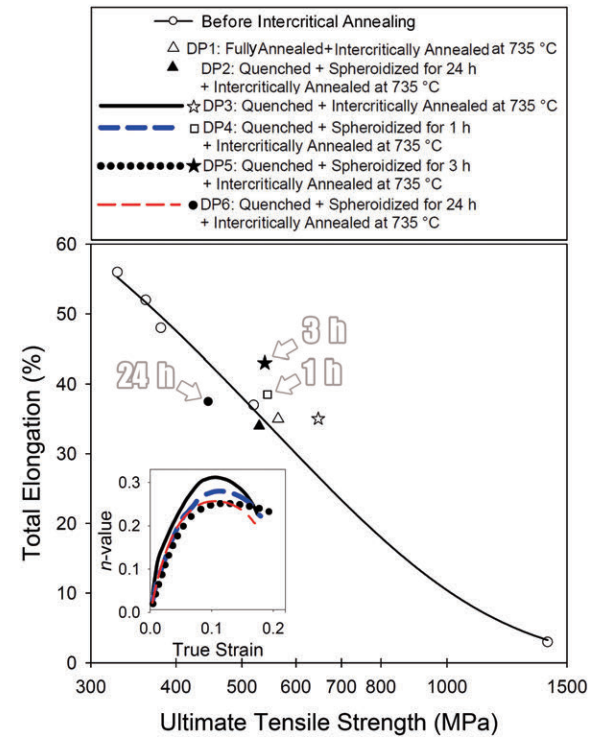 Before Intercritical Annealing
DP1: FullyAnnealed+Intercritically Annealed at 735 °C
DP2: Quenched + Spheroidized for 24 h
+ Intercritically Annealed at 735 °C
DP3: Quenched + Intercritically Annealed at 735 °C
DP4: Quenched + Spheroidized for 1 h
+ Intercritically Annealed at 735 °C
DP5: Quenched + Spheroidized for 3 h
+ Intercritically Annealed at 735 °C
DP6: Quenched + Spheroidized for 24 h
+ Intercritically Annealed at 735 °C
60
50
40
30
20
10
0
Total Elongation (%)
3 h
1 h
24 h
0.3
0.2
0.1
0.0
n-value
0.0 0.1 0.2
True Strain
300 400 500 600 700 800 1000 1500
Ultimate Tensile Strength (MPa)